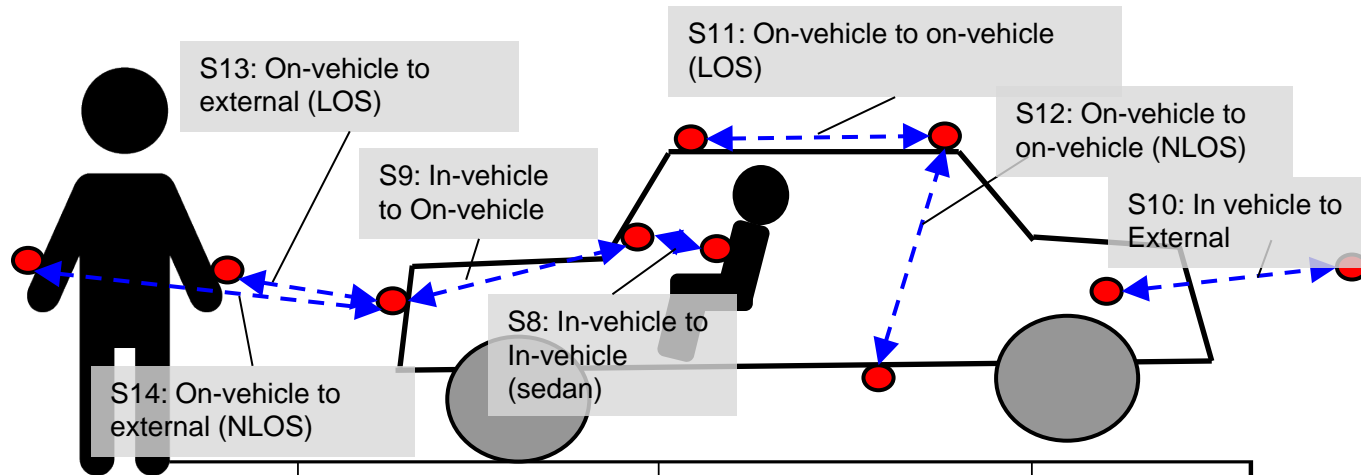 S11: On-vehicle to on-vehicle
(LOS)
S13: On-vehicle to
external (LOS)
S12: On-vehicle to
on-vehicle (NLOS)
S9: In-vehicle
to On-vehicle
S10: In vehicle to
External
S8: In-vehicle to
In-vehicle
(sedan)
S14: On-vehicle to
external (NLOS)